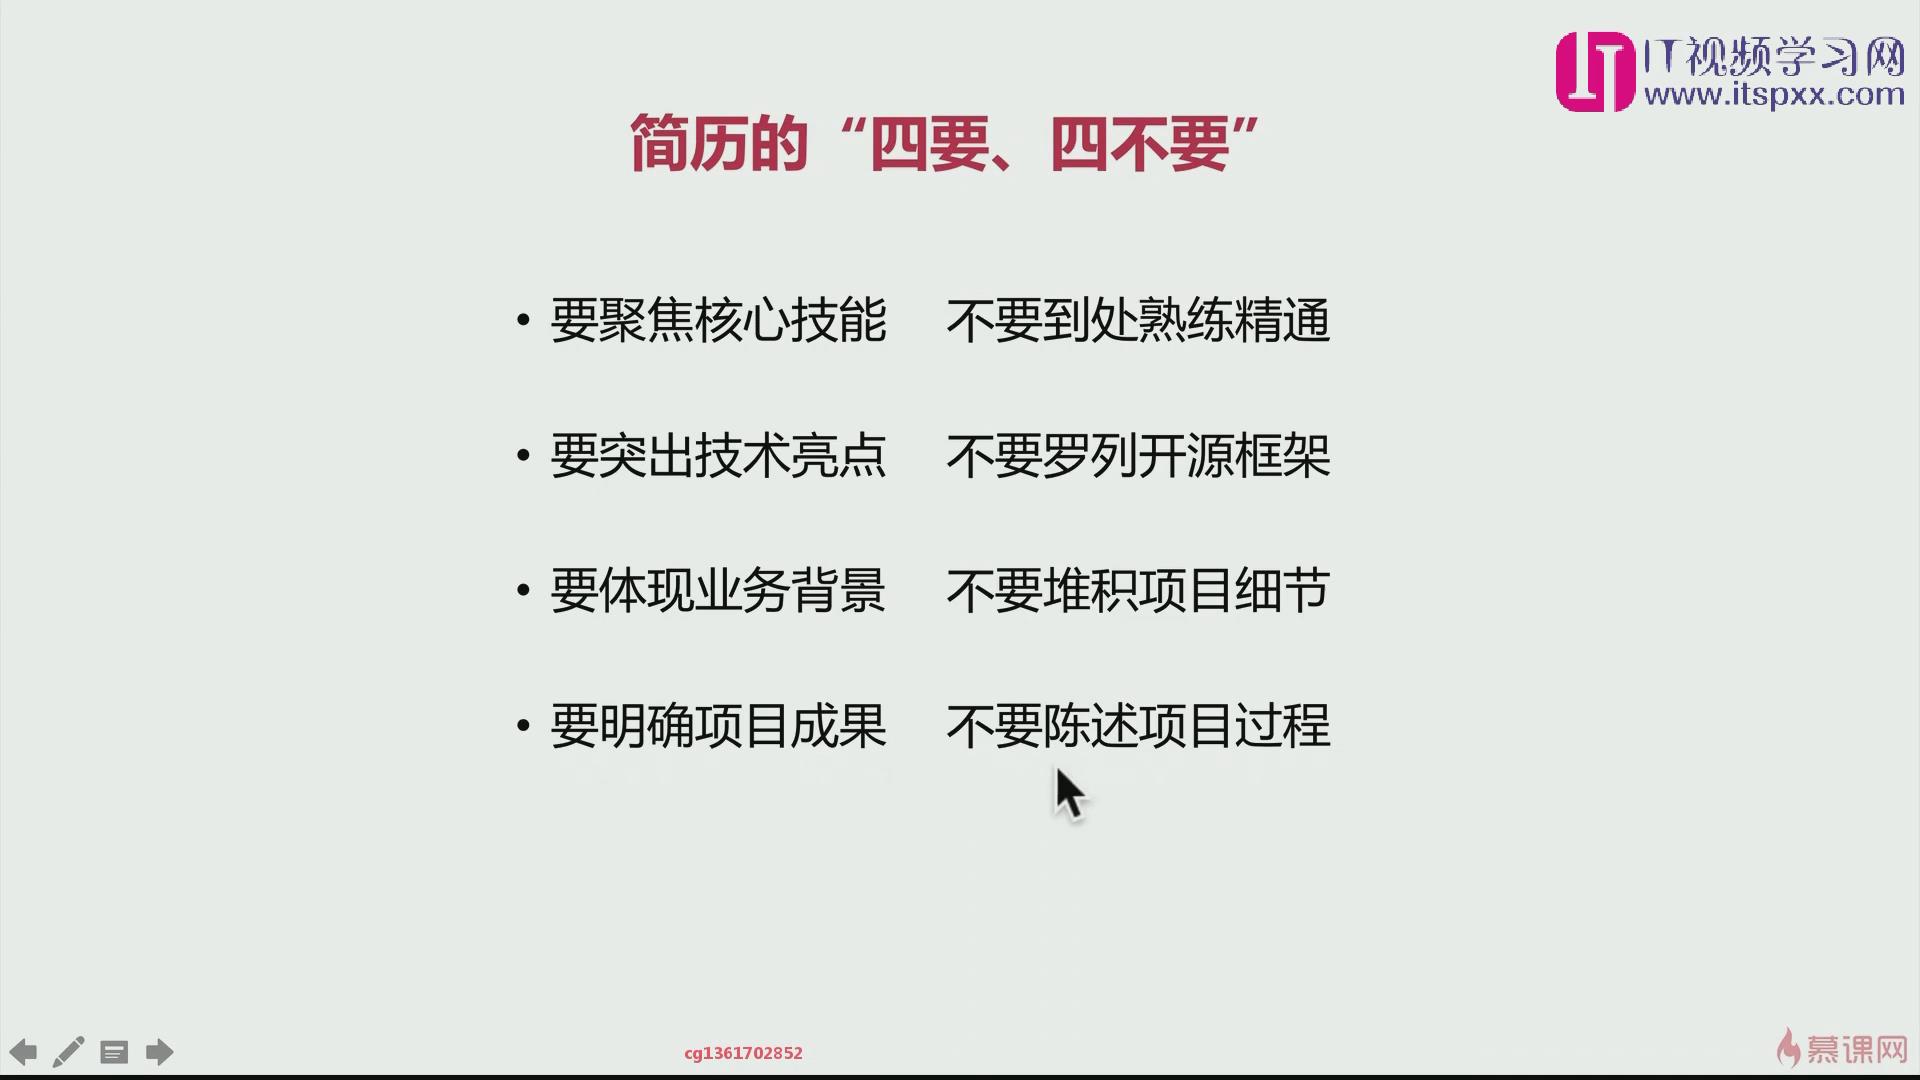 IT视频学习网
www.itspxx.com
简历的“四要、四不要”
• 要聚焦核心技能 不要到处熟练精通
• 要突出技术亮点 不要罗列开源框架
• 要体现业务背景 不要堆积项目细节
• 要明确项目成果 不要陈述项目过程
cg1361702852
慕课网